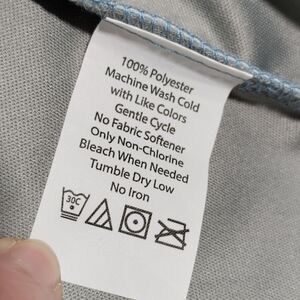 100% Polyester
Machine Wash Cold
with Like Colors
Gentle Cycle
No Fabric Softener
Only Non-Chlorine
Bleach When Needed
Tumble Dry Low
No Iron
30C